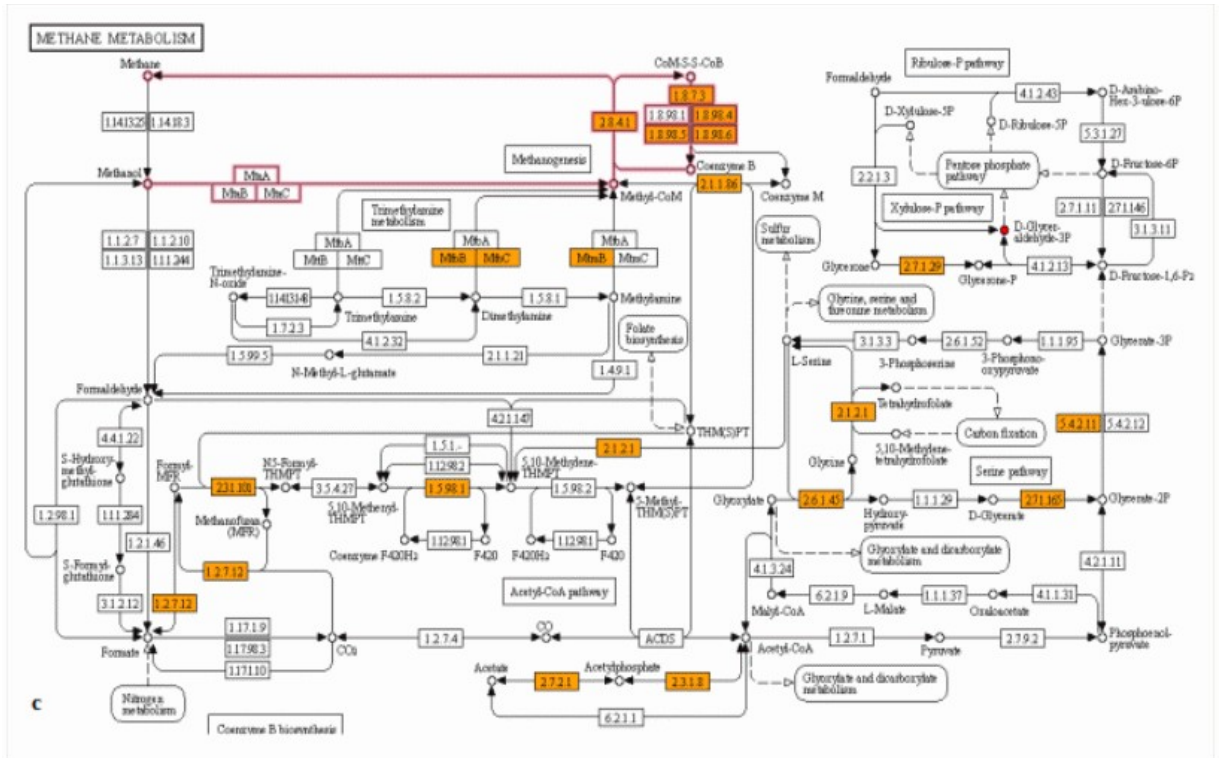 METHANE METABOLISM
Methane
CoM-S-S-CoB
1.8.7.3
1.14.13.25 1.14.18.3
2.8.4.1
1.8.98.1 1.8.98.4
1.8.98.5 1.8.98.6
Methanogenesis
Coenzyme B
Methanol
MtaA
MtaB MtaC
Methyl-CoM
2.1.1.86
Coenzyme M
Trimethylamine
metabolism
1.1.2.7 1.1.2.10
1.1.3.13 1.1.1.244
MtbA
MttB MttC
MtbA
MtbB MtbC
MtbA
MtmB MtmC
Trimethylamine-
N-oxide
1.14.13.148
1.5.8.2
1.5.8.1
Methylamine
Trimethylamine
Dimethylamine
1.7.2.3
4.1.2.32
1.5.99.5
2.1.1.21
N-Methyl-L-glutamate
1.4.9.1
Folate
biosynthesis
Formaldehyde
4.2.1.147
THM(S)PT
4.4.1.22
S-Hydroxy-
methyl-
glutathione
1.1.1.284
1.2.98.1
1.2.1.46
S-Formyl-
glutathione
3.1.2.12
Formyl-
MFR
2.3.1.101
N5-Formyl-
THMPT
3.5.4.27
5,10-Methenyl-
THMPT
1.5.1.-
1.12.98.2
1.5.98.1
5,10-Methylene-
THMPT
2.1.2.1
1.5.98.2
5-Methyl-
THM(S)PT
Methanofuran
(MFR)
Coenzyme F420H2
1.12.98.1
F420
F420H2
1.12.98.1
F420
1.2.7.12
1.2.7.12
Acetyl-CoA pathway
Formate
1.17.1.9
1.17.98.3
1.17.1.10
CO2
1.2.7.4
CO
ACDS
Acetyl-CoA
Acetate
2.7.2.1
Acetylphosphate
2.3.1.8
6.2.1.1
Nitrogen
metabolism
c
Coenzyme B biosynthesis
Ribulose-P pathway
Formaldehyde
4.1.2.43
D-Arabino-
Hex-3-ulose-6P
D-Xylulose-5P
D-Ribulose-5P
5.3.1.27
Pentose phosphate
pathway
D-Fructose-6P
2.2.1.3
Xylulose-P pathway
2.7.1.11 2.7.1.146
3.1.3.11
D-Glycer-
aldehyde-3P
Sulfur
metabolism
Glycerone
2.7.1.29
Glycerone-P
4.1.2.13
D-Fructose-1,6-P2
Glycine, serine and
threonine metabolism
L-Serine
3.1.3.3
3-Phosphoserine
2.6.1.52
3-Phosphono-
oxypyruvate
1.1.1.95
Glycerate-3P
2.1.2.1
Tetrahydrofolate
Carbon fixation
5,10-Methylene-
tetrahydrofolate
5.4.2.11 5.4.2.12
Glycine
Serine pathway
Glyoxylate
2.6.1.45
Hydroxy-
pyruvate
1.1.1.29
D-Glycerate
2.7.1.165
Glycerate-2P
Glyoxylate and dicarboxylate
metabolism
4.1.3.24
4.2.1.11
Malyl-CoA
6.2.1.9
L-Malate
1.1.1.37
Oxaloacetate
4.1.1.31
1.2.7.1
Pyruvate
2.7.9.2
Phosphoenol-
pyruvate
Glyoxylate and dicarboxylate
metabolism